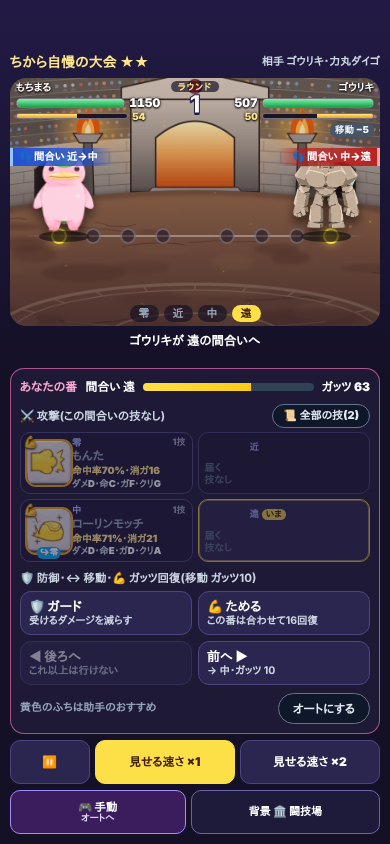 ちから自慢の大会 ★★
相手 ゴウリキ・力丸ダイゴ
もちまる
ラウンド
ゴウリキ
1150
1
507
54
50
移動 −5
👣 間合い 近→中
👣 間合い 中→遠
零 近 中 遠
ゴウリキが 遠の間合いへ
あなたの番 間合い 遠
ガッツ 63
⚔️ 攻撃(この間合いの技なし)
📜 全部の技(2)
零 1技
もんた
命中率70%・消ガ16
ダメD・命C・ガF・クリG
近
届く
技なし
中 1技
ローリンモッチ
命中率71%・消ガ21
ダメD・命E・ガD・クリA
↪零
遠 いま
届く
技なし
🛡️ 防御・↔ 移動・💪 ガッツ回復(移動 ガッツ10)
🛡️ ガード
受けるダメージを減らす
💪 ためる
この番は合わせて16回復
◀ 後ろへ
これ以上は行けない
前へ ▶
→ 中・ガッツ 10
黄色のふちは助手のおすすめ
オートにする
⏸️
見せる速さ ×1
見せる速さ ×2
🎮 手動
オートへ
背景 🏛️ 闘技場